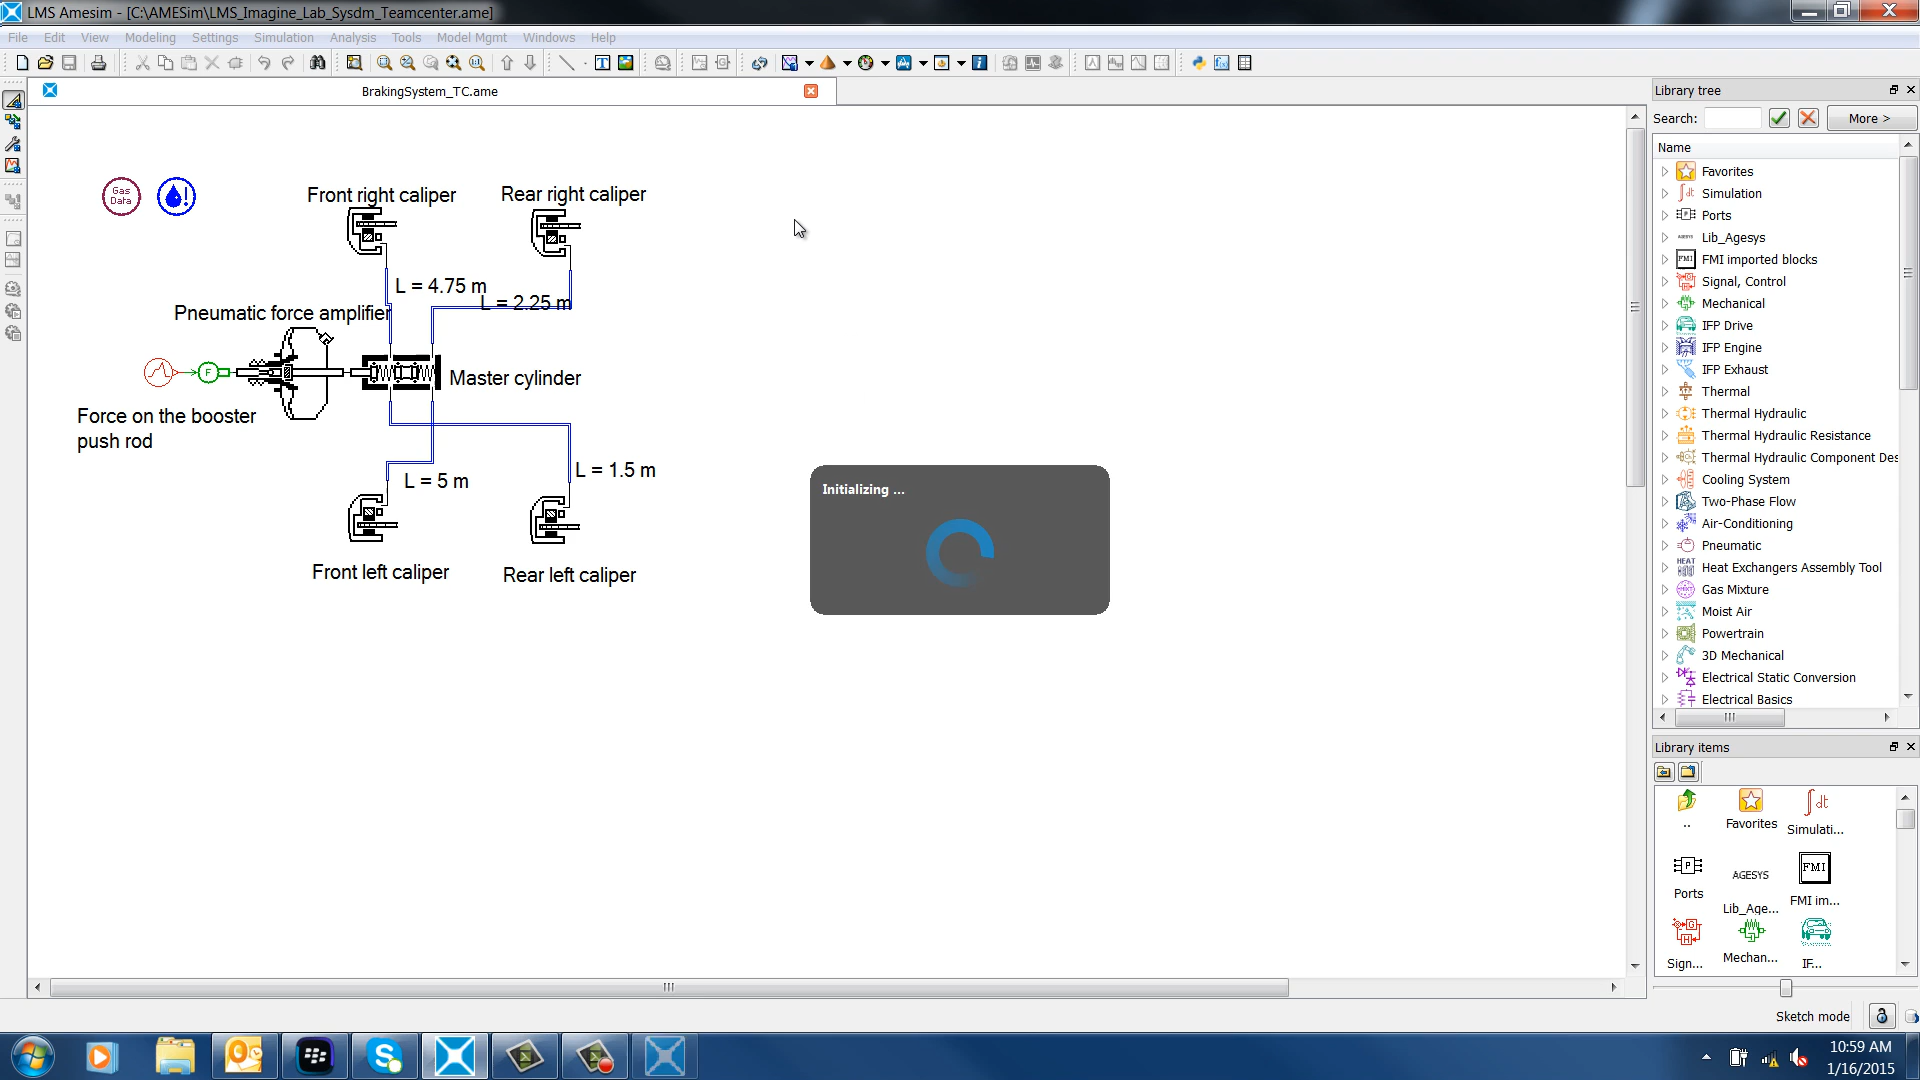 LMS Amesim - [C:\AMESim\LMS_Imagine_Lab_Sysdm_Teamcenter.ame]
File Edit View Modeling Settings Simulation Analysis Tools Model Mgmt Windows Help
BrakingSystem_TC.ame
Library tree
Search:
More >
Name
Favorites
Simulation
Ports
Lib_Agesys
FMI imported blocks
Signal, Control
Mechanical
IFP Drive
IFP Engine
IFP Exhaust
Thermal
Thermal Hydraulic
Thermal Hydraulic Resistance
Thermal Hydraulic Component Des
Cooling System
Two-Phase Flow
Air-Conditioning
Pneumatic
Heat Exchangers Assembly Tool
Gas Mixture
Moist Air
Powertrain
3D Mechanical
Electrical Static Conversion
Electrical Basics
Gas
Data
Front right caliper
Rear right caliper
L = 4.75 m
L = 2.25 m
Pneumatic force amplifier
F
Master cylinder
Force on the booster
push rod
L = 5 m
L = 1.5 m
Front left caliper
Rear left caliper
Initializing ...
Library items
..
Favorites
Simulati...
Ports
AGESYS
Lib_Age...
FMI
FMI im...
Sign...
Mechan...
IF...
Sketch mode
10:59 AM
1/16/2015